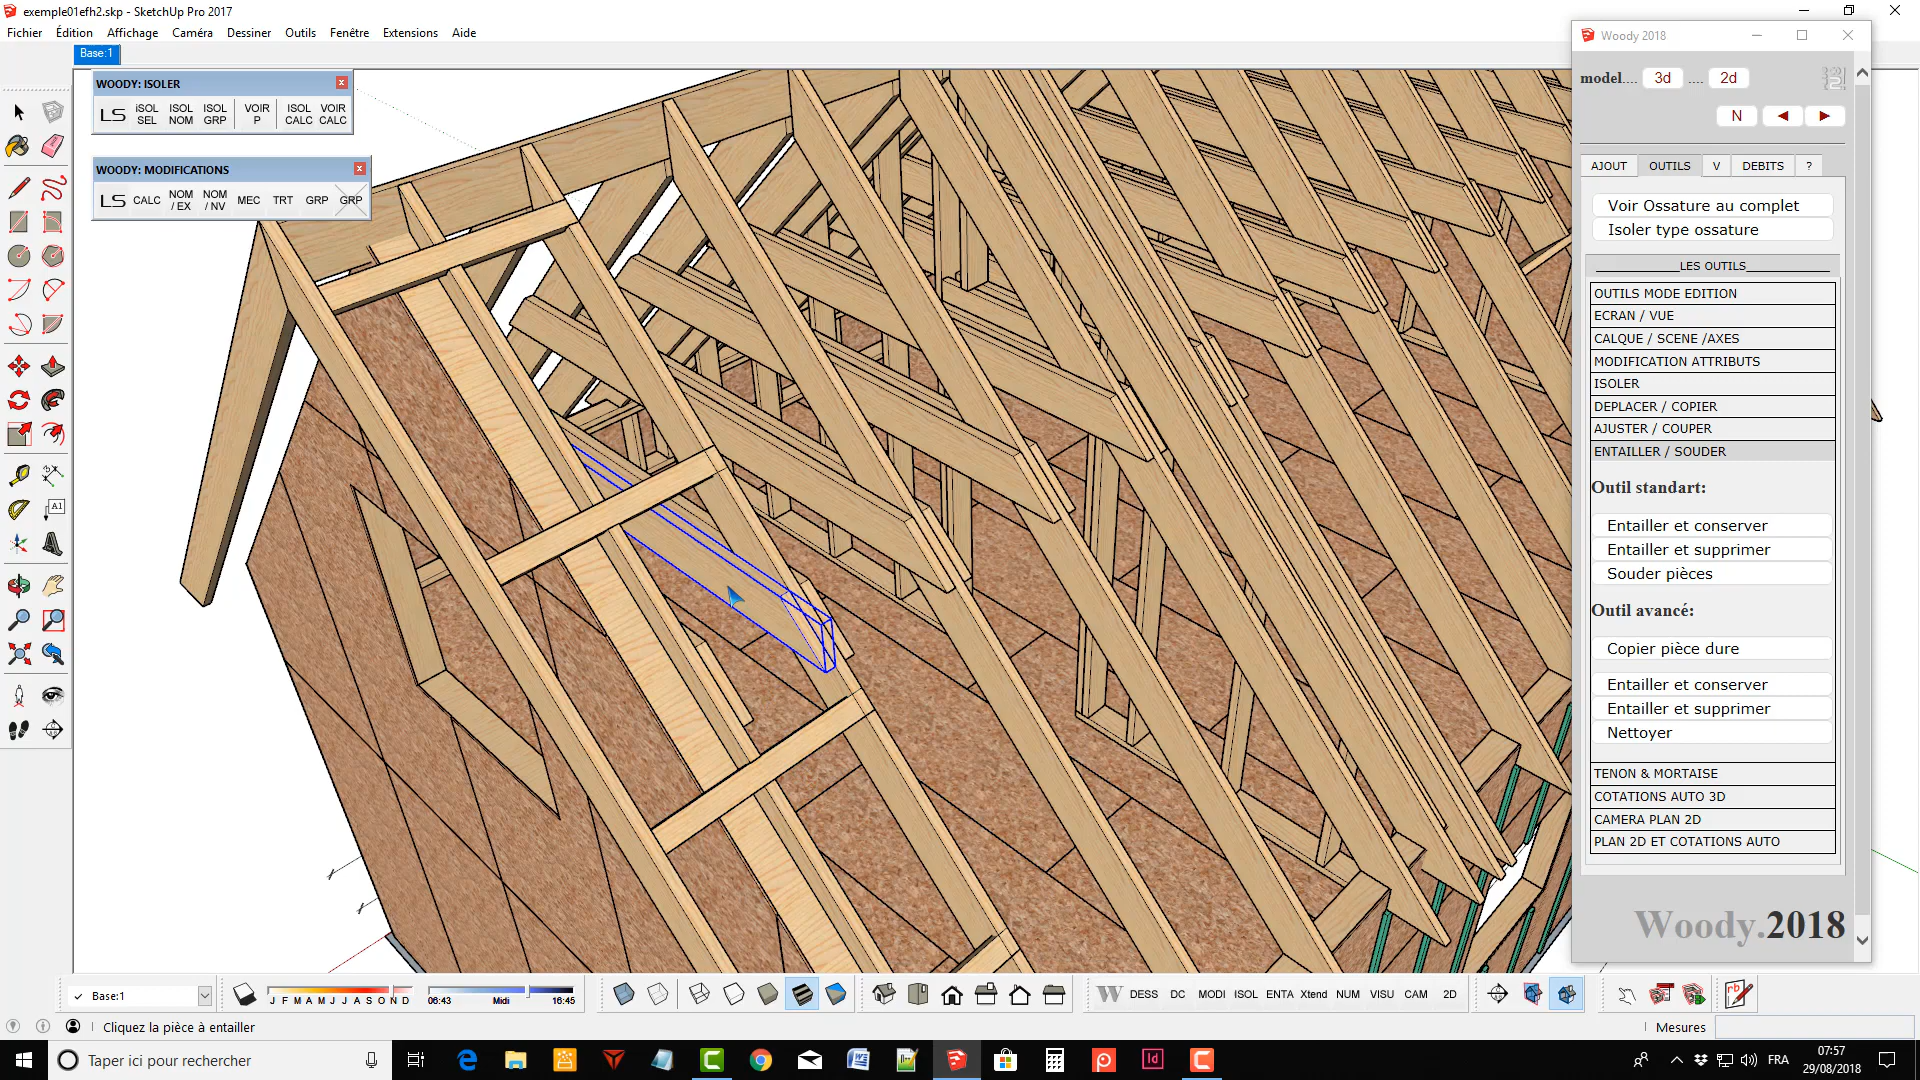 exemple01efh2.skp - SketchUp Pro 2017
Fichier Édition Affichage Caméra Dessiner Outils Fenêtre Extensions Aide
Base:1
WOODY: ISOLER
LS iSOL SEL ISOL NOM ISOL GRP VOIR P ISOL CALC VOIR CALC
WOODY: MODIFICATIONS
LS CALC NOM / EX NOM / NV MEC TRT GRP GRP
A1
Woody 2018
model.... 3d .... 2d
N ◄ ►
AJOUT OUTILS V DEBITS ?
Voir Ossature au complet
Isoler type ossature
LES OUTILS
OUTILS MODE EDITION
ECRAN / VUE
CALQUE / SCENE /AXES
MODIFICATION ATTRIBUTS
ISOLER
DEPLACER / COPIER
AJUSTER / COUPER
ENTAILLER / SOUDER
Outil standart:
Entailler et conserver
Entailler et supprimer
Souder pièces
Outil avancé:
Copier pièce dure
Entailler et conserver
Entailler et supprimer
Nettoyer
TENON & MORTAISE
COTATIONS AUTO 3D
CAMERA PLAN 2D
PLAN 2D ET COTATIONS AUTO
Woody.2018
Base:1
J F M A M J J A S O N D
06:43 Midi 16:45
W DESS DC MODI ISOL ENTA Xtend NUM VISU CAM 2D
rb
Cliquez la pièce à entailler
Mesures
Taper ici pour rechercher
FRA
07:57
29/08/2018